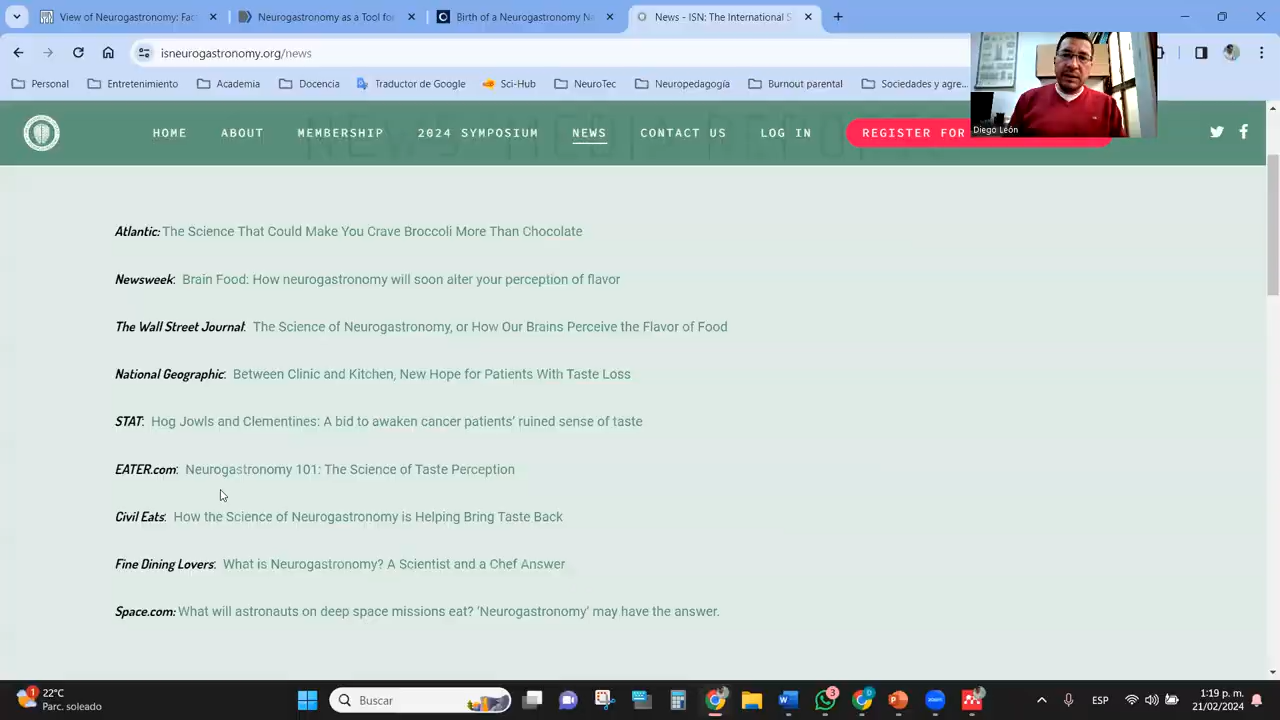 View of Neurogastronomy: Fac
View as a Tool for
Birth of a Neurogastronomy Na
News - ISN: The International S
isneurogastronomy.org/news
Personal
Entretenimiento
Academia
Docencia
Traductor de Google
Sci-Hub
NeuroTec
Neuropedagogía
Burnout parental
Sociedades y agre...
Diego León
HOME
ABOUT
MEMBERSHIP
2024 SYMPOSIUM
NEWS
CONTACT US
LOG IN
REGISTER FOR
Atlantic: The Science That Could Make You Crave Broccoli More Than Chocolate
Newsweek: Brain Food: How neurogastronomy will soon alter your perception of flavor
The Wall Street Journal: The Science of Neurogastronomy, or How Our Brains Perceive the Flavor of Food
National Geographic: Between Clinic and Kitchen, New Hope for Patients With Taste Loss
STAT: Hog Jowls and Clementines: A bid to awaken cancer patients' ruined sense of taste
EATER.com: Neurogastronomy 101: The Science of Taste Perception
Civil Eats: How the Science of Neurogastronomy is Helping Bring Taste Back
Fine Dining Lovers: What is Neurogastronomy? A Scientist and a Chef Answer
Space.com: What will astronauts on deep space missions eat? 'Neurogastronomy' may have the answer.
1
22°C
Parc. soleado
Buscar
3
D
ESP
1:19 p. m.
21/02/2024